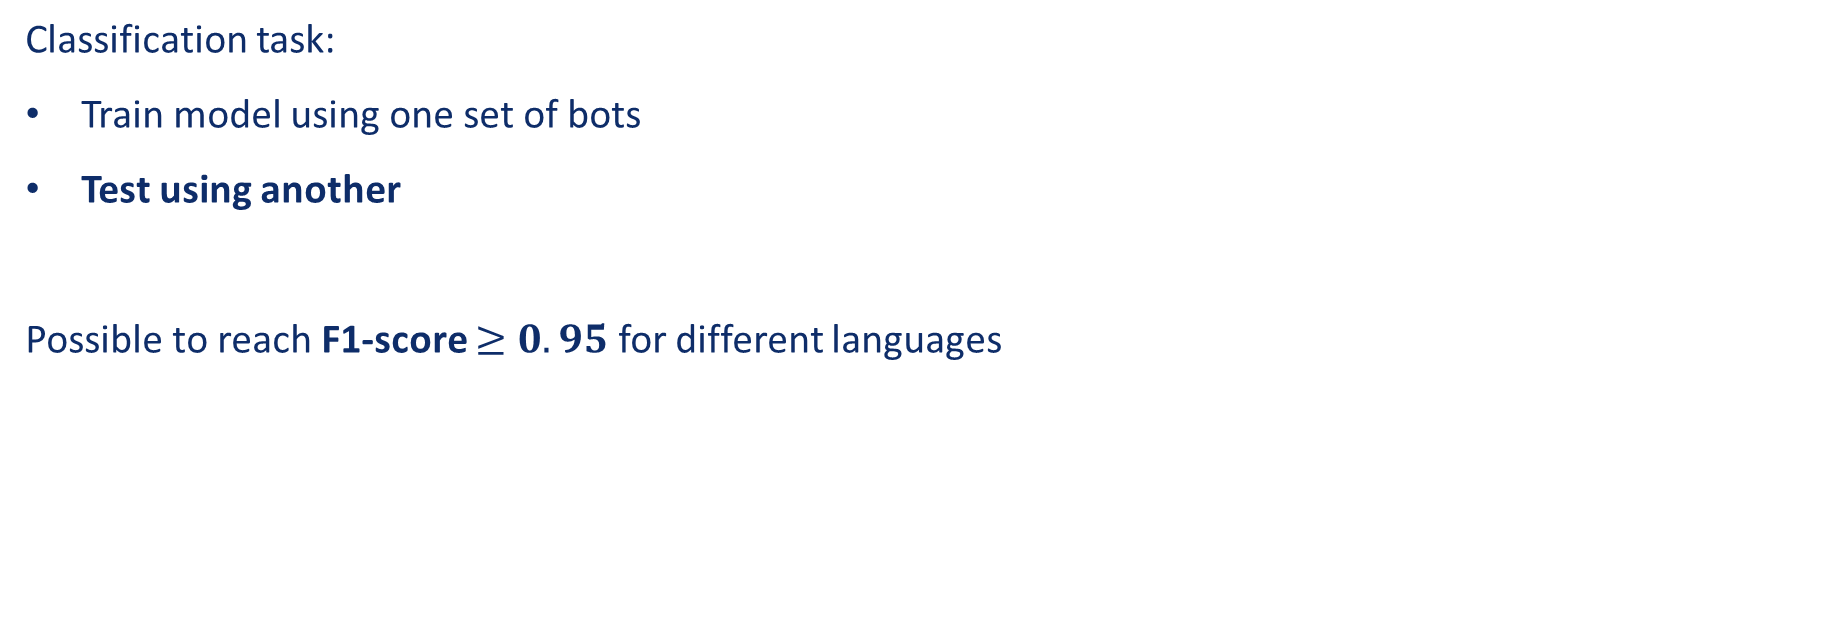 Classification task:
• Train model using one set of bots
• Test using another
Possible to reach F1-score ≥ 0.95 for different languages